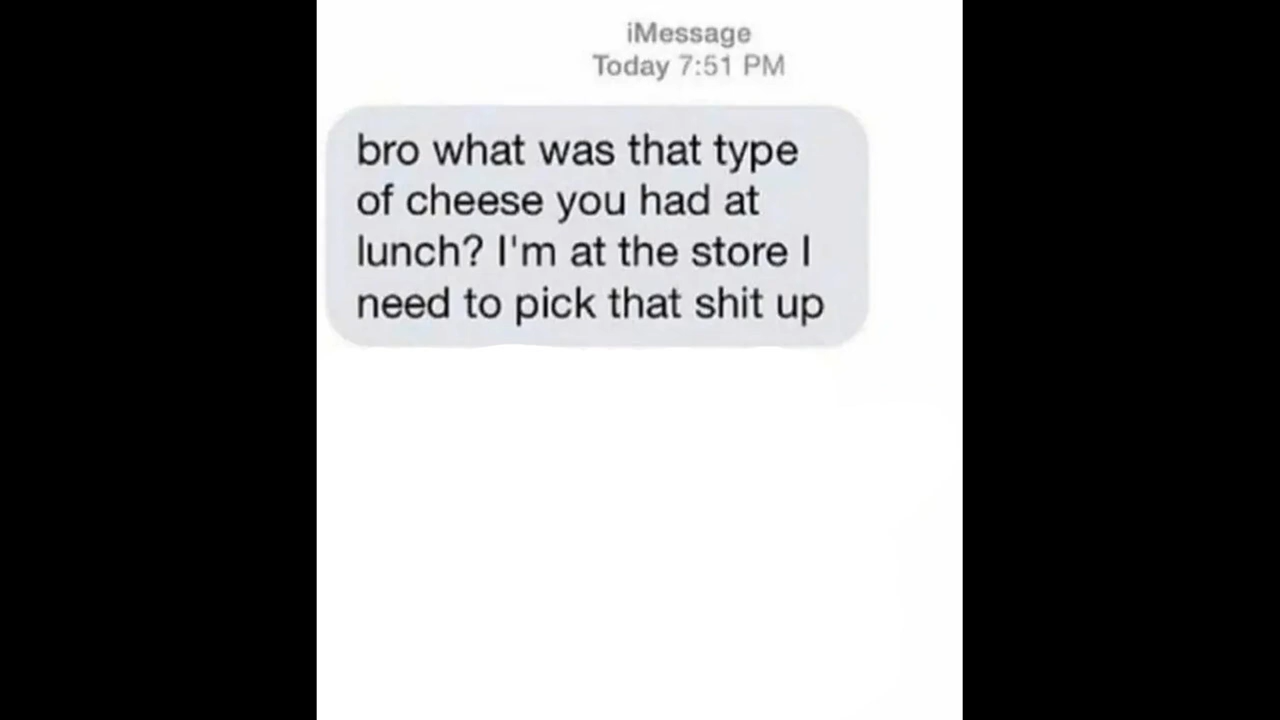 iMessage
Today 7:51 PM
bro what was that type
of cheese you had at
lunch? I'm at the store I
need to pick that shit up